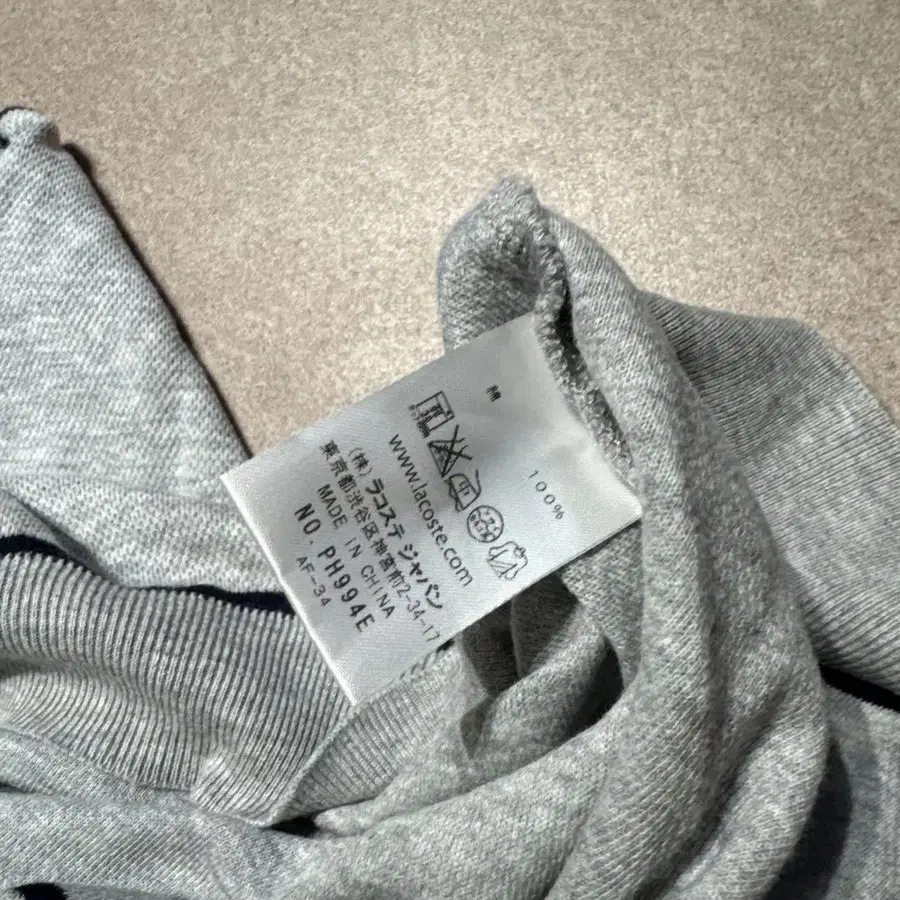 100%
www.lacoste.com
(株) ラコステ ジャパン
東京都渋谷区神宮前2-34-17
MADE IN CHINA
NO. PH994E
AF-34